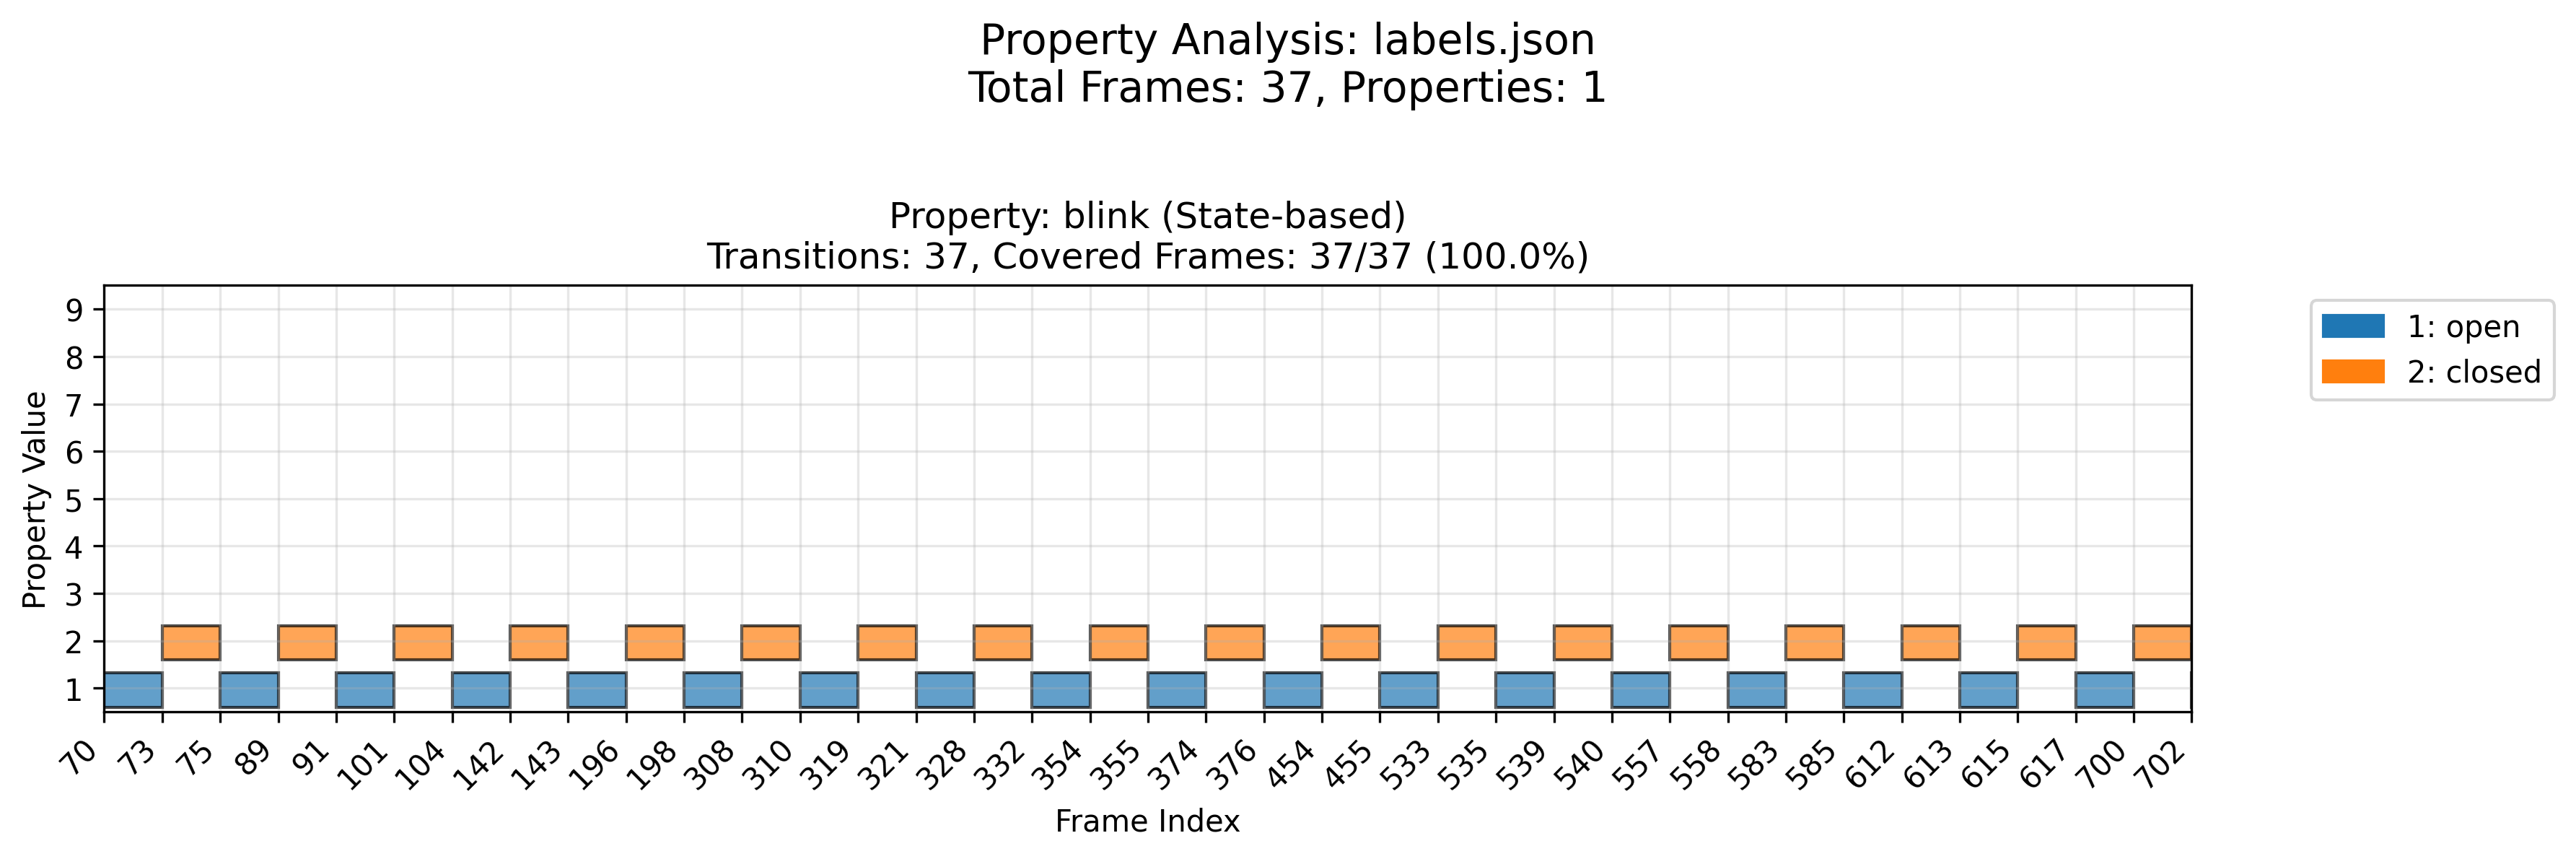 Property Analysis: labels.json
Total Frames: 37, Properties: 1
Property: blink (State-based)
Transitions: 37, Covered Frames: 37/37 (100.0%)
1: open
2: closed
Property Value
9
8
7
6
5
4
3
2
1
70 73 75 89 91 101 104 142 143 196 198 308 310 319 321 328 332 354 355 374 376 454 455 533 535 539 540 557 558 583 585 612 613 615 617 700 702
Frame Index